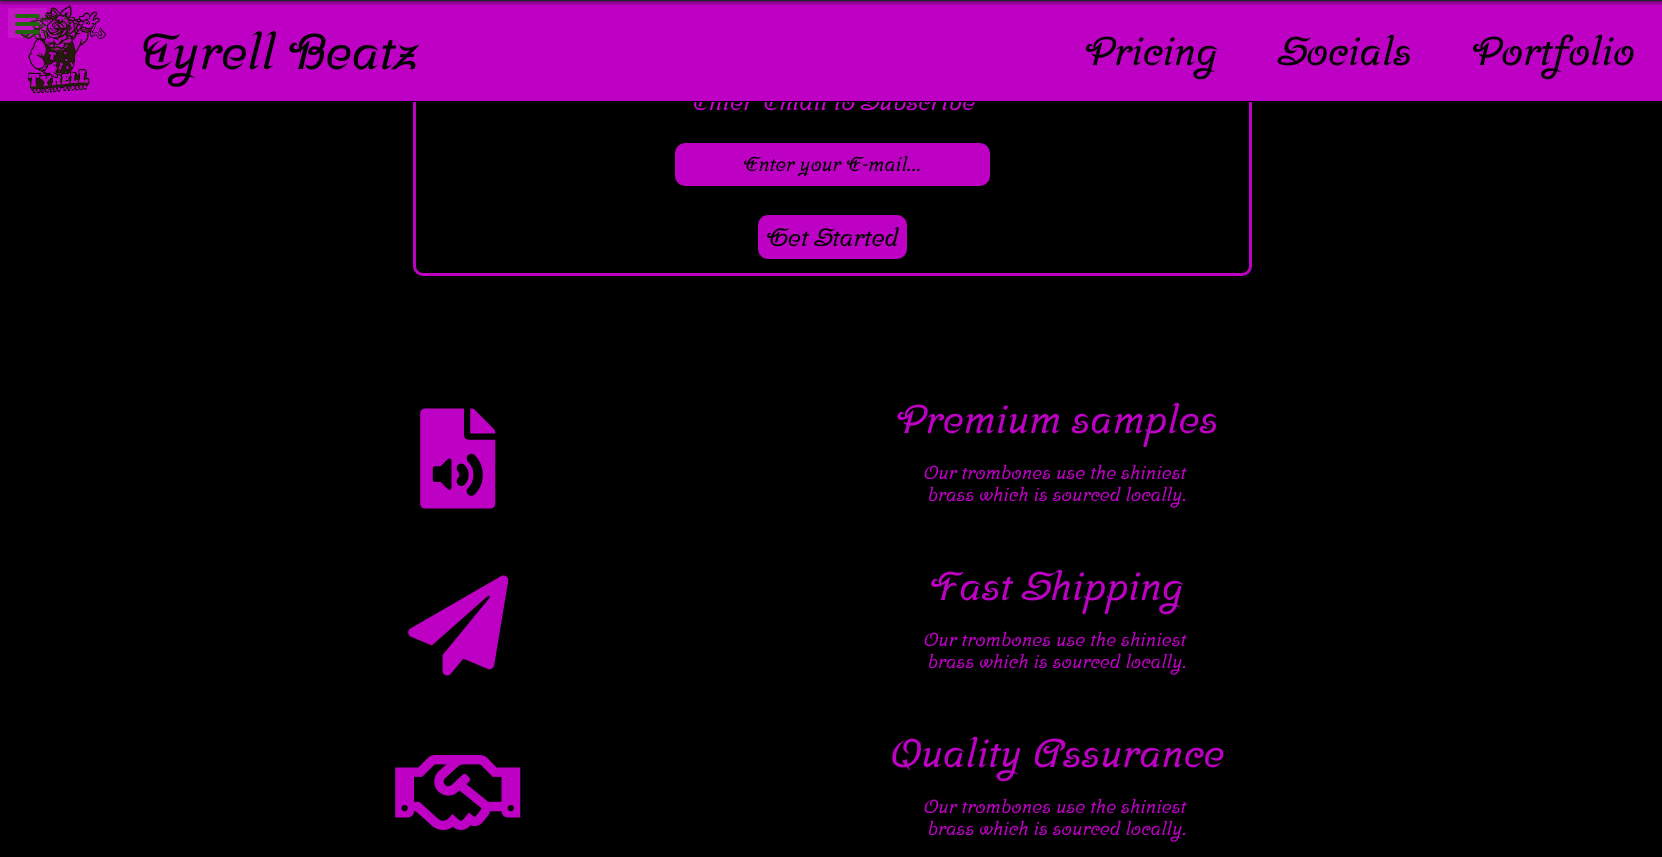 TYRELL
Tyrell Beatz
Pricing
Socials
Portfolio
Enter Email to Subscribe
Enter your E-mail...
Get Started
Premium samples
Our trombones use the shiniest
brass which is sourced locally.
Fast Shipping
Our trombones use the shiniest
brass which is sourced locally.
Quality Assurance
Our trombones use the shiniest
brass which is sourced locally.